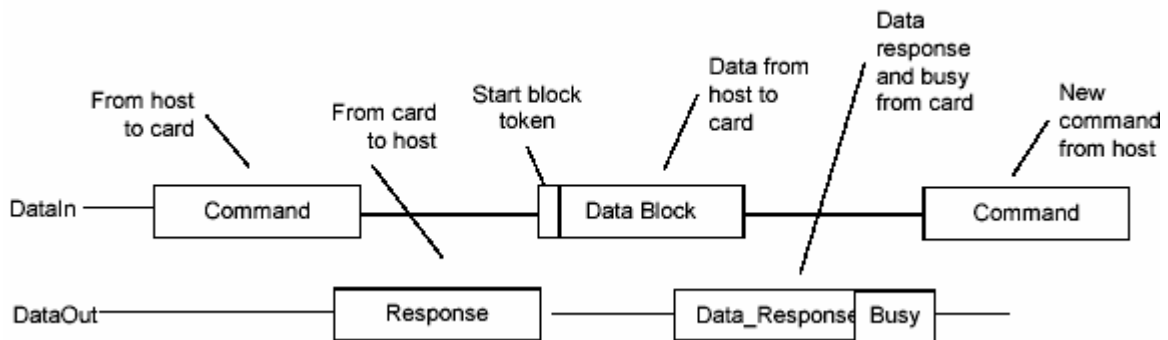 From host
to card
From card
to host
Start block
token
Data from
host to
card
Data
response
and busy
from card
New
command
from host
DataIn
Command
Data Block
Command
DataOut
Response
Data_Response
Busy